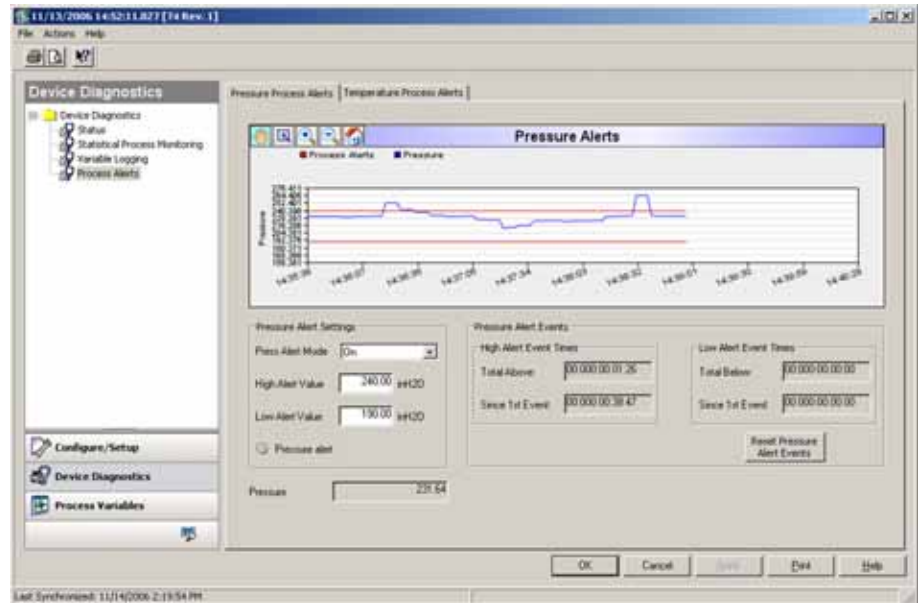 11/13/2006 14:52:11.827 [74 Rev. 1]
File Actions Help
Device Diagnostics
Device Diagnostics
Status
Statistical Process Monitoring
Variable Logging
Process Alerts
Configure/Setup
Device Diagnostics
Process Variables
Pressure Process Alerts Temperature Process Alerts
Pressure Alerts
Process Alerts Pressure
Pressure
Pressure Alert Settings
Press Alert Mode On
High Alert Value 240.00 inH2O
Low Alert Value 190.00 inH2O
Pressure alert
Pressure 231.64
Pressure Alert Events
High Alert Event Times
Total Above 00:000:00:01:26
Since 1st Event 00:000:00:38:47
Low Alert Event Times
Total Below 00:000:00:00:00
Since 1st Event 00:000:00:00:00
Reset Pressure
Alert Events
OK Cancel Print Help
Last Synchronized: 11/14/2006 2:19:54 PM